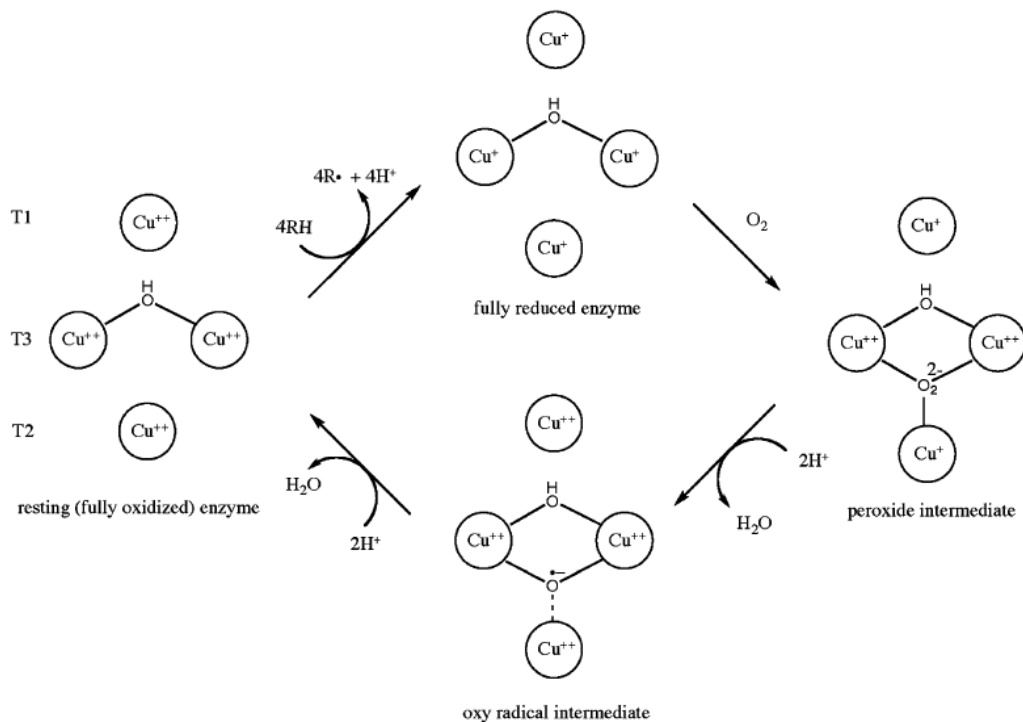 Cu⁺
H
O
Cu⁺ Cu⁺
4R• + 4H⁺
4RH
Cu⁺
fully reduced enzyme
O₂
T1 Cu⁺⁺
H
O
T3 Cu⁺⁺ Cu⁺⁺
T2 Cu⁺⁺
resting (fully oxidized) enzyme
Cu⁺
H
O
Cu⁺⁺ Cu⁺⁺
O₂²⁻
Cu⁺
peroxide intermediate
2H⁺
H₂O
Cu⁺⁺
H
O
Cu⁺⁺ Cu⁺⁺
O•–
Cu⁺⁺
oxy radical intermediate
H₂O
2H⁺